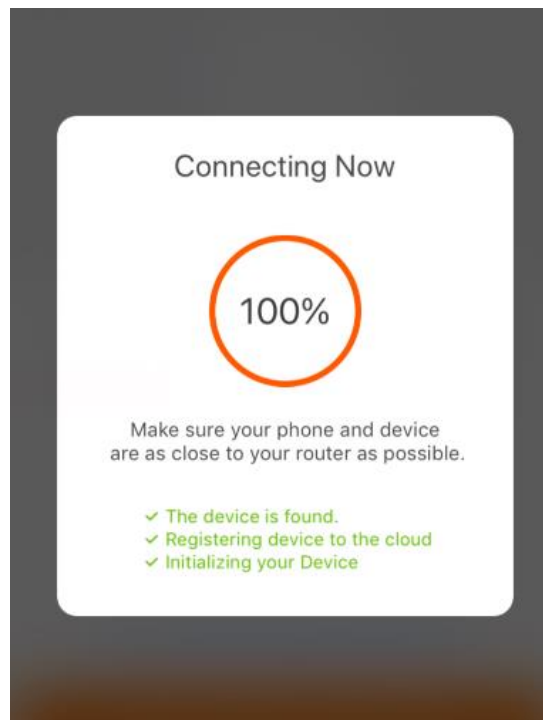 Connecting Now
100%
Make sure your phone and device
are as close to your router as possible.
✓ The device is found.
✓ Registering device to the cloud
✓ Initializing your Device